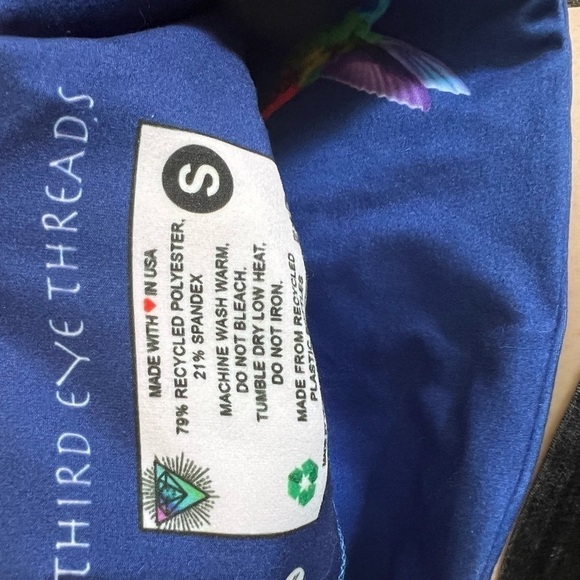 THIRD EYE THREADS
S
MADE WITH ♥ IN USA
79% RECYCLED POLYESTER,
21% SPANDEX
MACHINE WASH WARM.
DO NOT BLEACH.
TUMBLE DRY LOW HEAT.
DO NOT IRON.
MADE FROM RECYCLED
PLASTIC